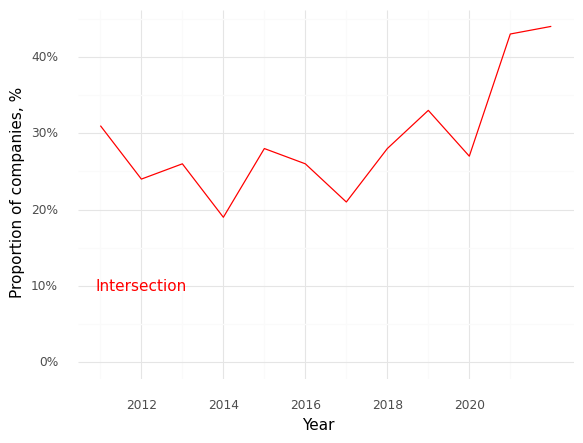 Proportion of companies, %
40%
30%
20%
10%
0%
Intersection
2012 2014 2016 2018 2020
Year